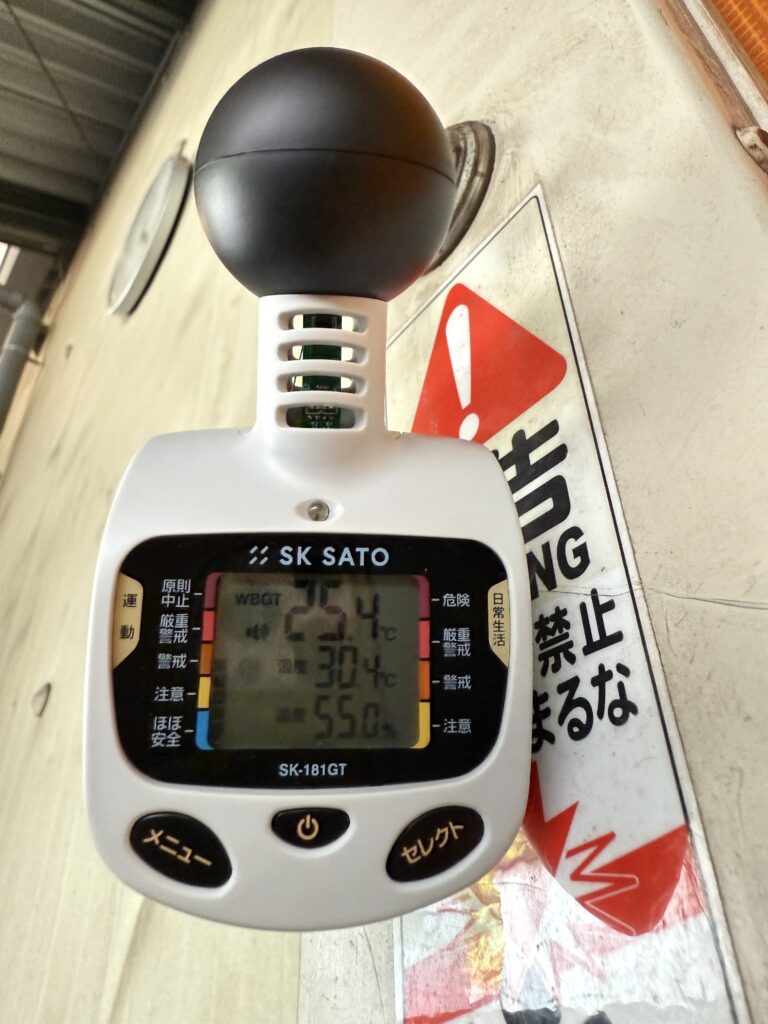 SK SATO
運動
原則
中止
厳重
警戒
警戒
注意
ほぼ
安全
WBGT 25.4℃
温度 30.4℃
湿度 55.0%
日常生活
危険
厳重
警戒
警戒
注意
SK-181GT
メニュー
セレクト
告
NG
禁止
まるな